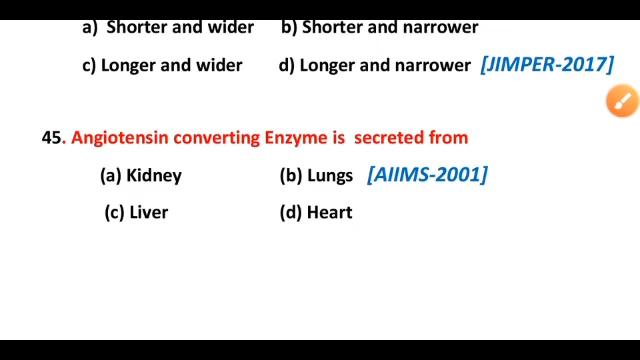 a) Shorter and wider b) Shorter and narrower
c) Longer and wider d) Longer and narrower [JIMPER-2017]
45. Angiotensin converting Enzyme is secreted from
(a) Kidney (b) Lungs [AIIMS-2001]
(c) Liver (d) Heart